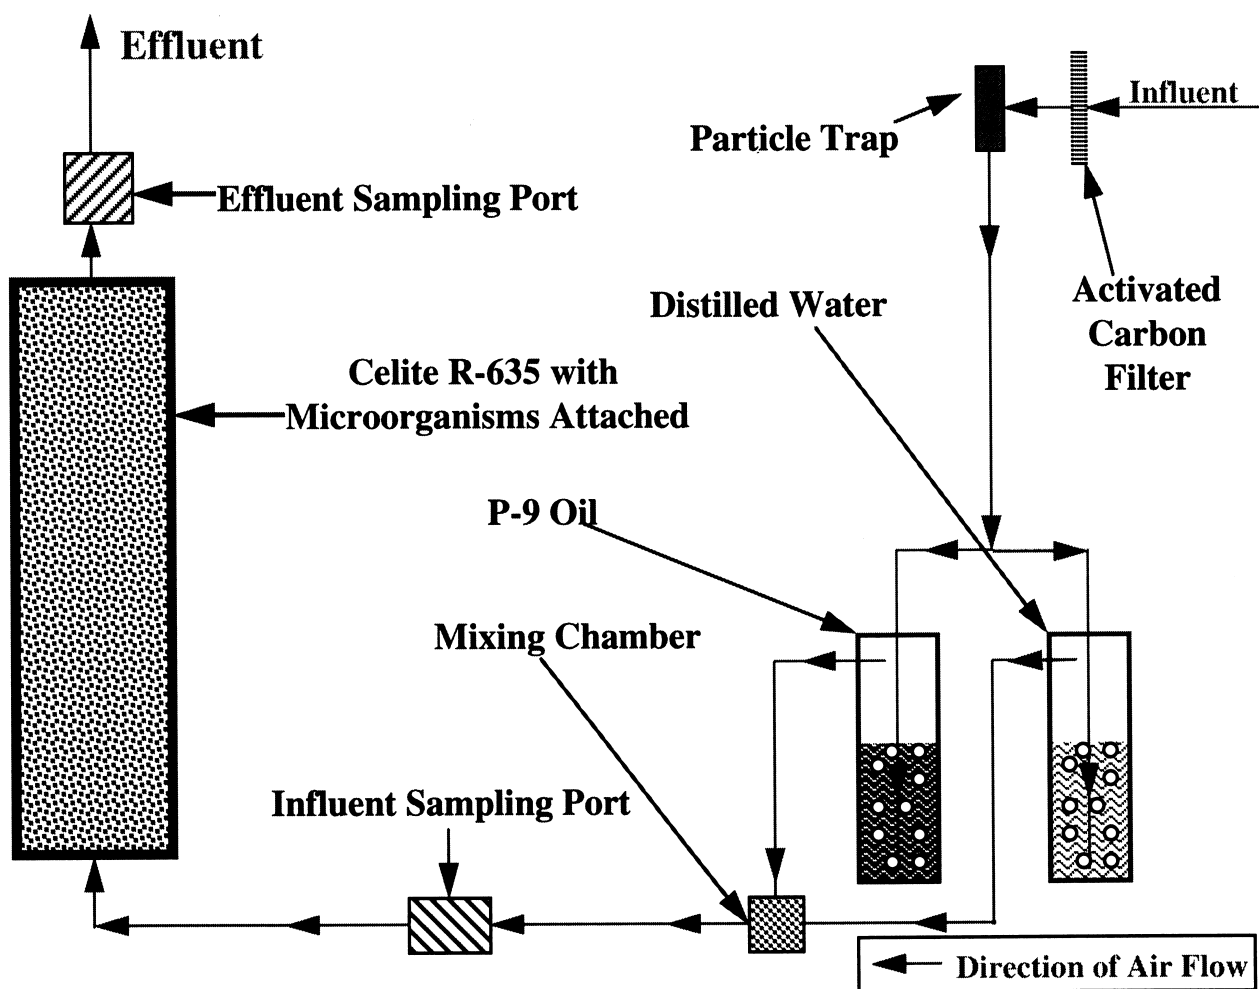 Effluent
Influent
Particle Trap
Effluent Sampling Port
Activated
Carbon
Filter
Distilled Water
Celite R-635 with
Microorganisms Attached
P-9 Oil
Mixing Chamber
Influent Sampling Port
Direction of Air Flow